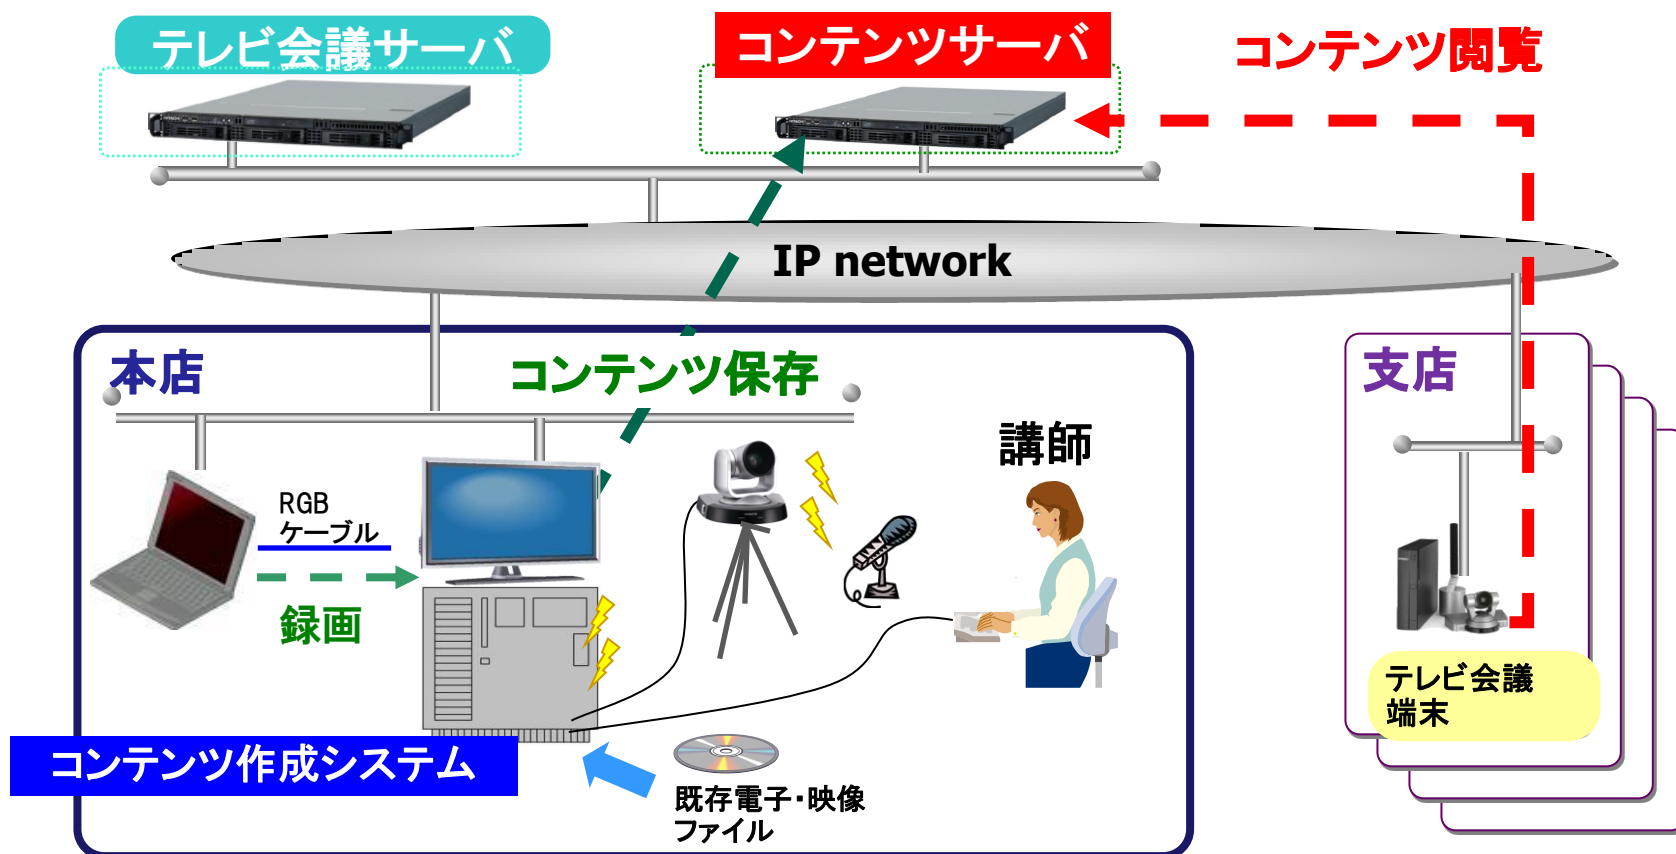 テレビ会議サーバ
コンテンツサーバ
コンテンツ閲覧
IP network
本店
コンテンツ保存
支店
講師
RGB
ケーブル
録画
テレビ会議
端末
コンテンツ作成システム
既存電子・映像
ファイル